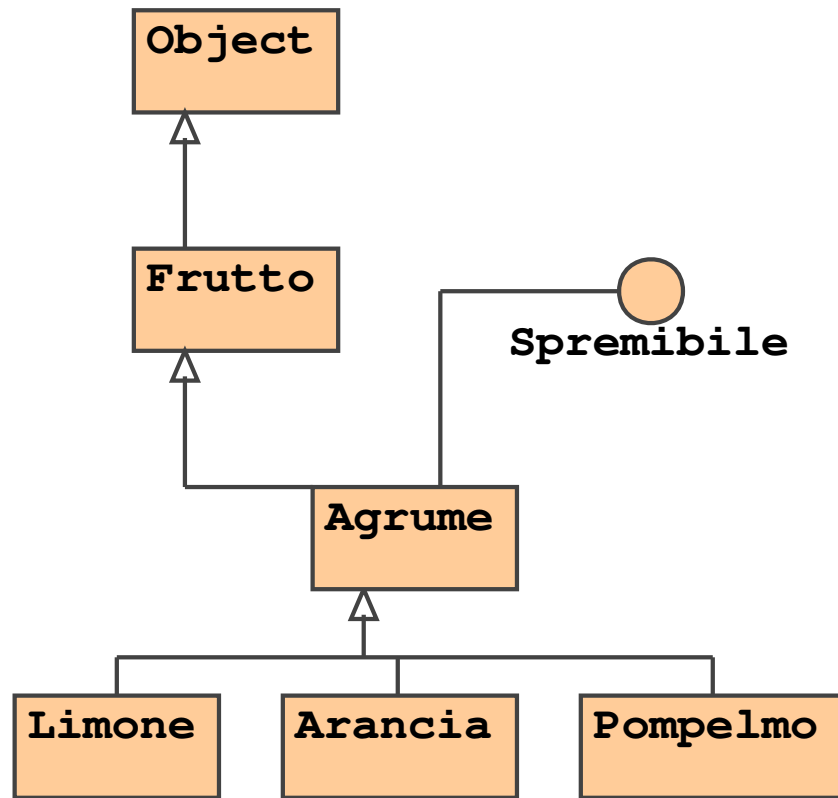 Object
Frutto
Spremibile
Agrume
Limone
Arancia
Pompelmo